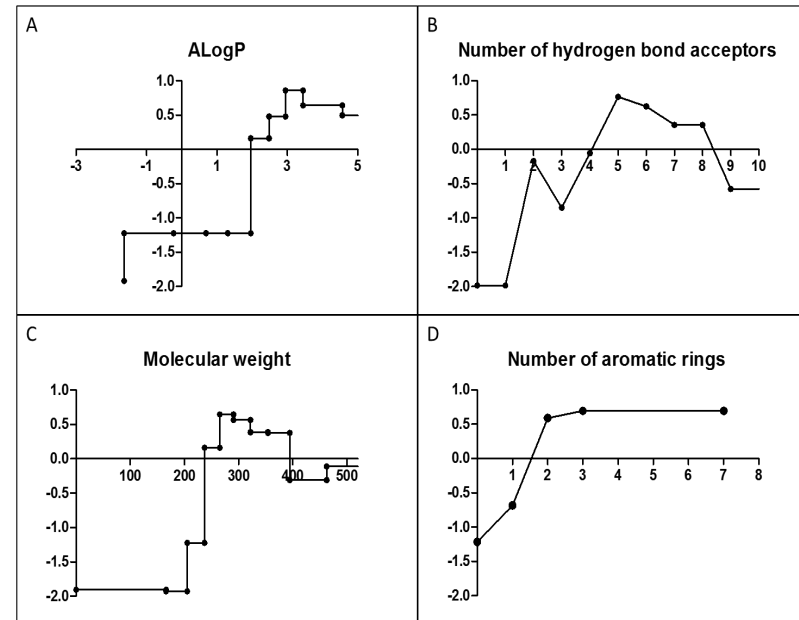 A
ALogP
1.0
0.5
0.0
-0.5
-1.0
-1.5
-2.0
-3 -1 1 3 5
B
Number of hydrogen bond acceptors
1.0
0.5
0.0
-0.5
-1.0
-1.5
-2.0
1 2 3 4 5 6 7 8 9 10
C
Molecular weight
1.0
0.5
0.0
-0.5
-1.0
-1.5
-2.0
100 200 300 400 500
D
Number of aromatic rings
1.0
0.5
0.0
-0.5
-1.0
-1.5
-2.0
1 2 3 4 5 6 7 8